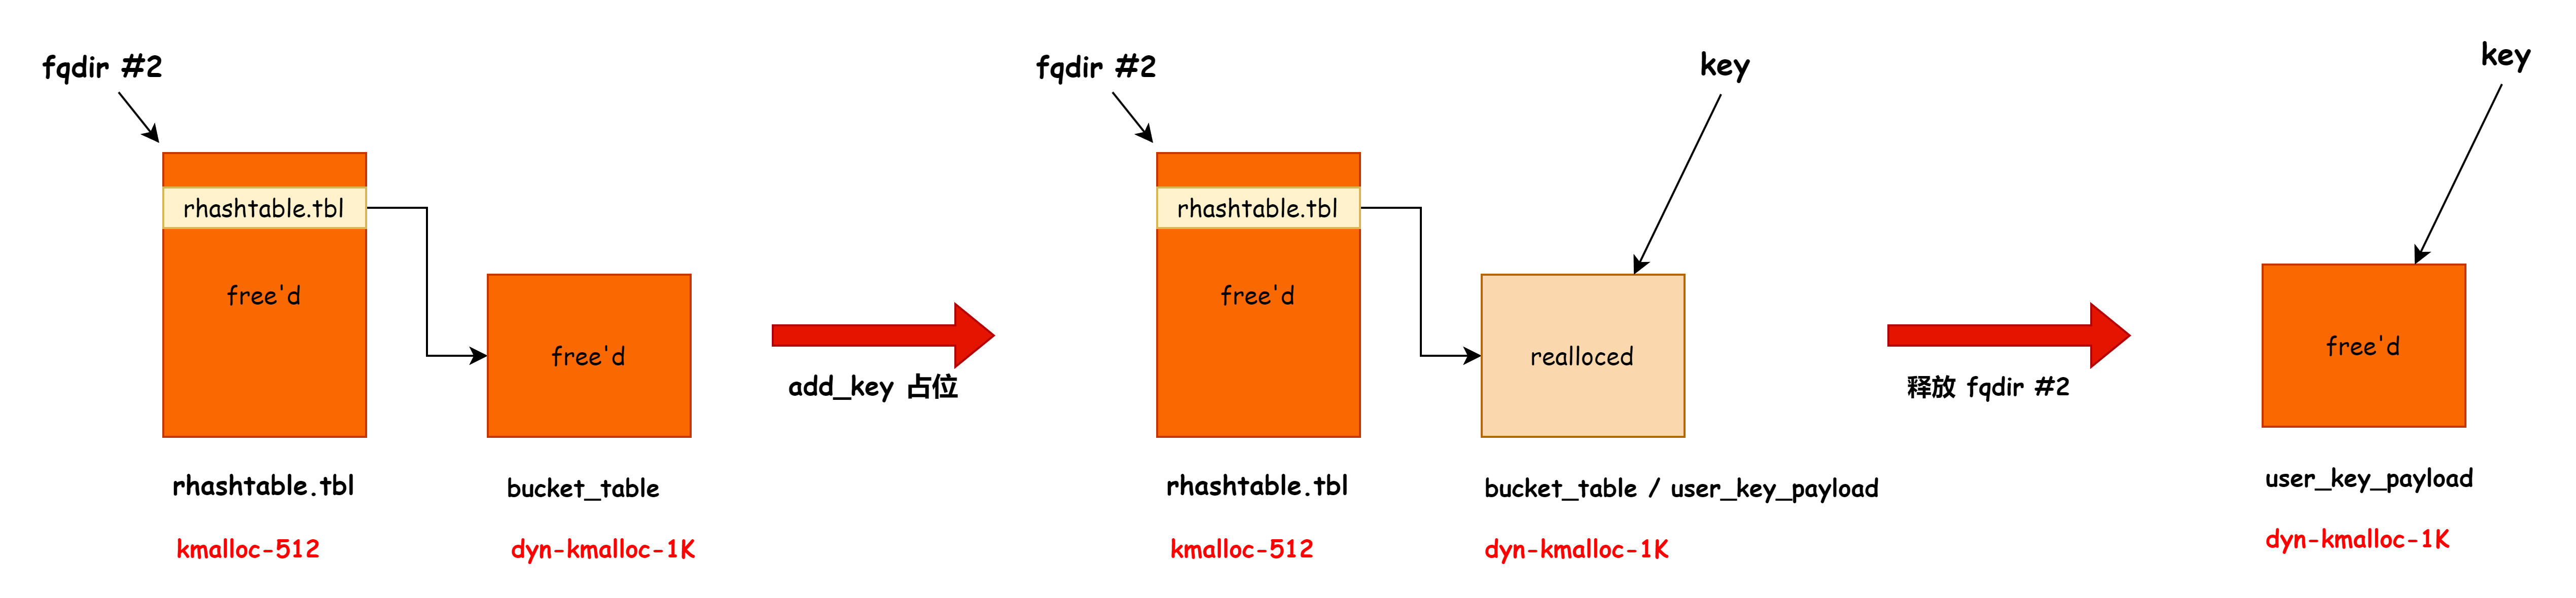 fqdir #2
rhashtable.tbl
free'd
free'd
rhashtable.tbl
kmalloc-512
bucket_table
dyn-kmalloc-1K
add_key 占位
fqdir #2
key
rhashtable.tbl
free'd
realloced
rhashtable.tbl
kmalloc-512
bucket_table / user_key_payload
dyn-kmalloc-1K
释放 fqdir #2
key
free'd
user_key_payload
dyn-kmalloc-1K